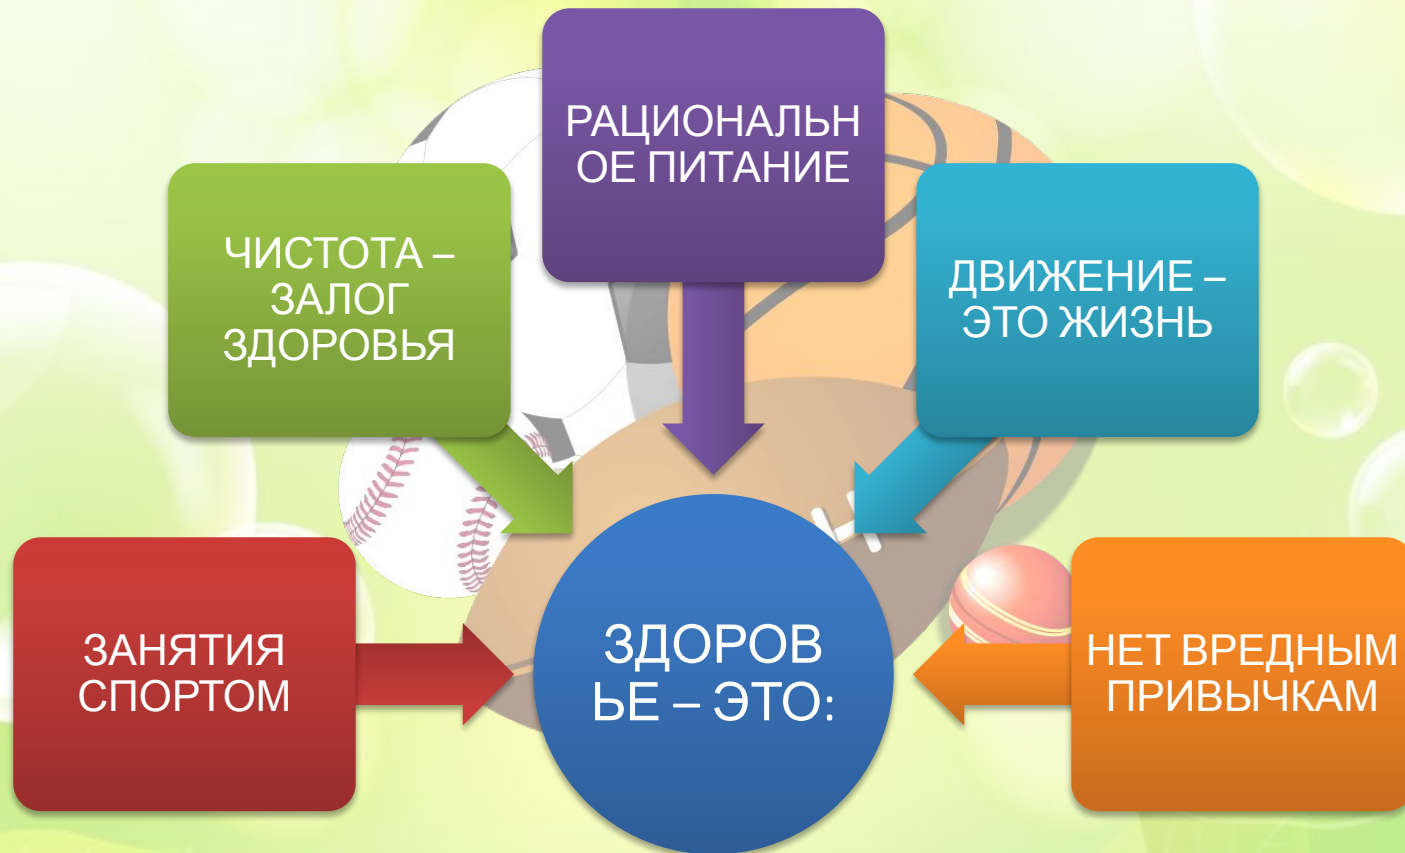 РАЦИОНАЛЬН
ОЕ ПИТАНИЕ
ЧИСТОТА –
ЗАЛОГ
ЗДОРОВЬЯ
ДВИЖЕНИЕ –
ЭТО ЖИЗНЬ
ЗАНЯТИЯ
СПОРТОМ
ЗДОРОВ
ЬЕ – ЭТО:
НЕТ ВРЕДНЫМ
ПРИВЫЧКАМ